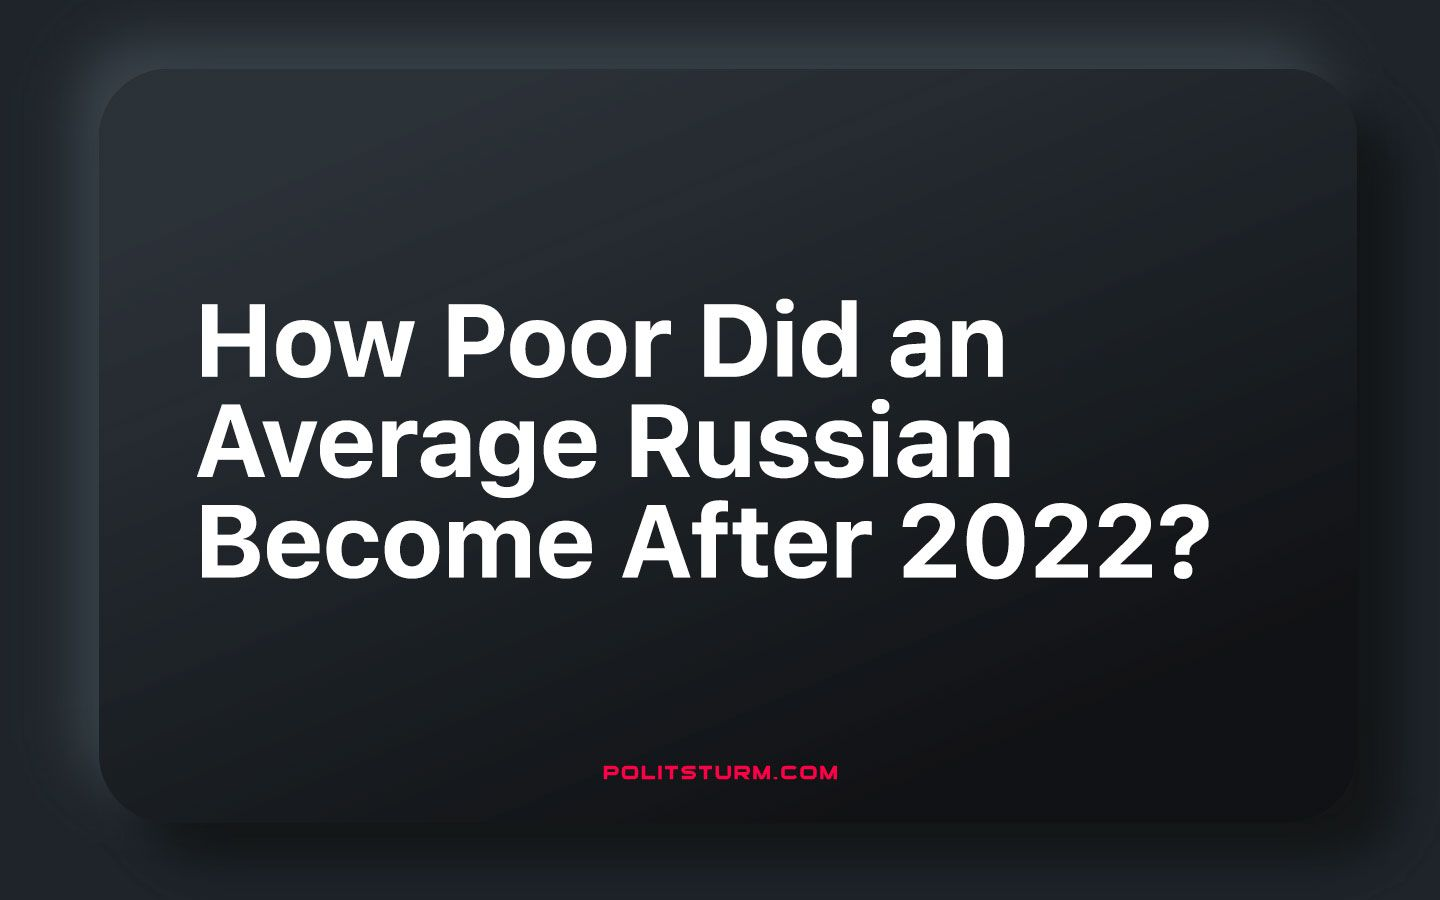 How Poor Did an
Average Russian
Become After 2022?
POLITSTURM.COM